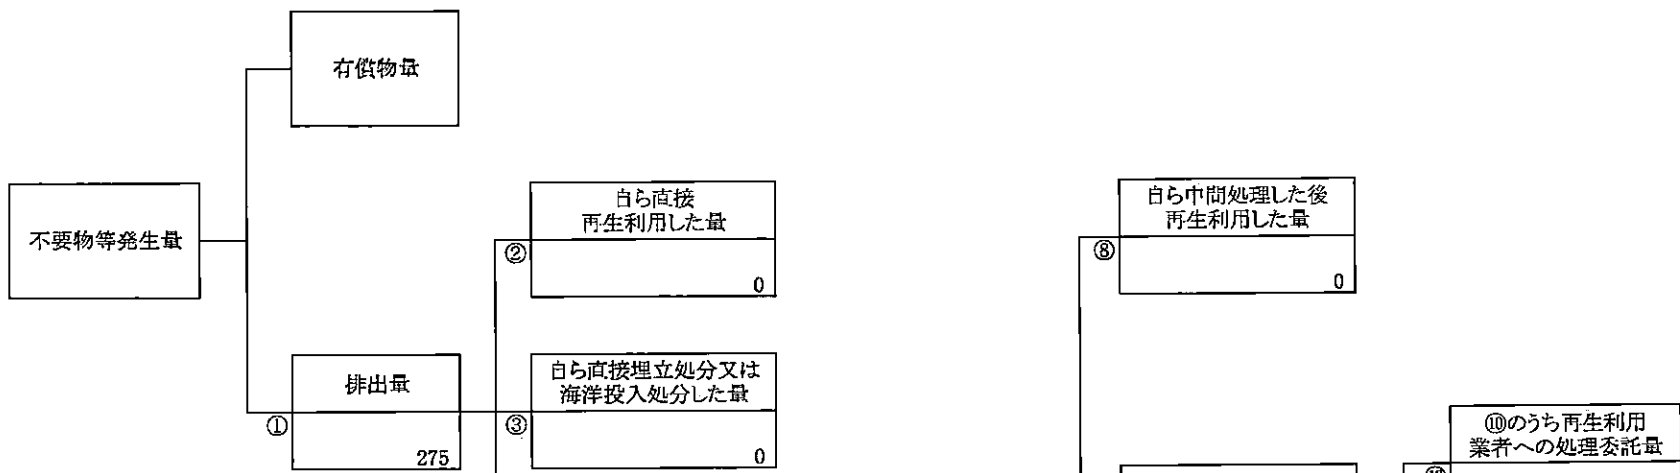 有償物量
不要物等発生量
自ら直接
再生利用した量
②
0
自ら中間処理した後
再生利用した量
⑧
0
排出量
①
275
自ら直接埋立処分又は
海洋投入処分した量
③
0
⑩のうち再生利用
業者への処理委託量